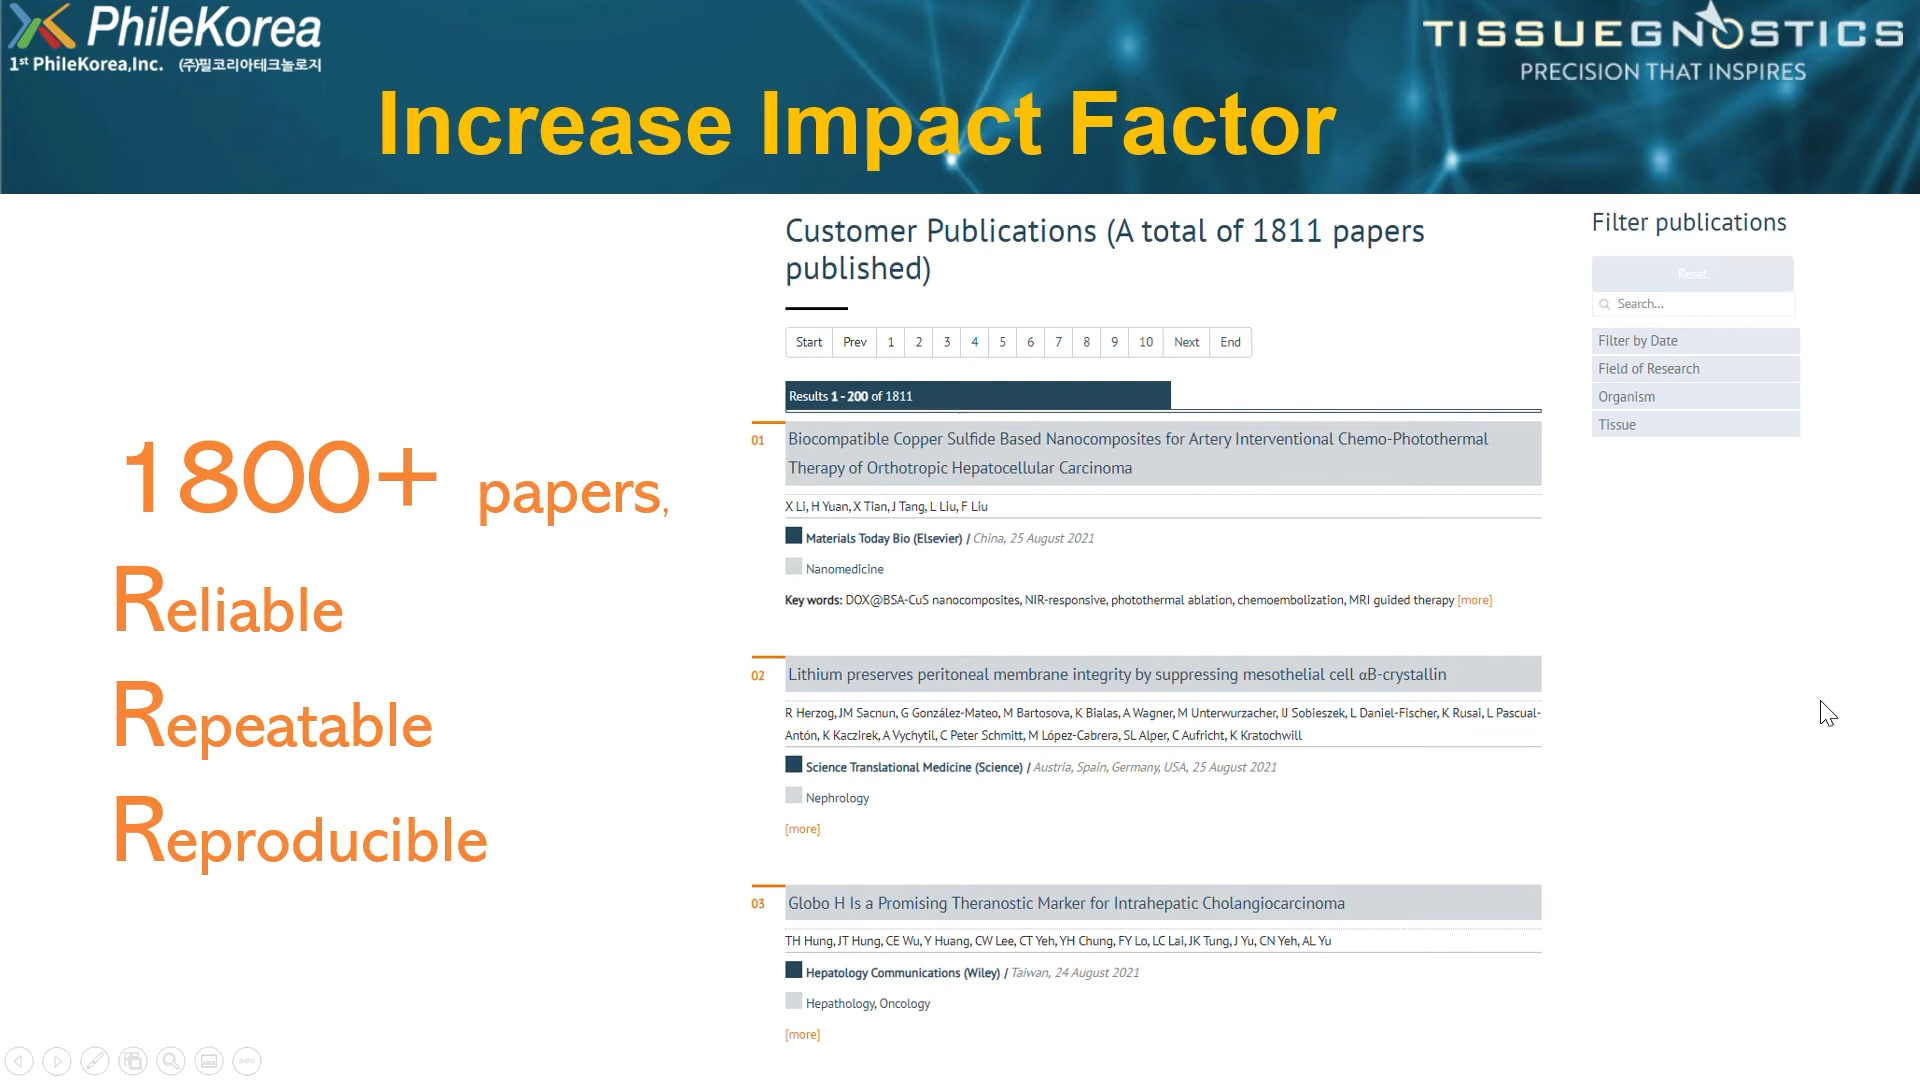 PhileKorea
1st PhileKorea,Inc. (주)필코리아테크놀로지
TISSUEGNOSTICS
PRECISION THAT INSPIRES
Increase Impact Factor
1800+ papers,
Reliable
Repeatable
Reproducible
Customer Publications (A total of 1811 papers
published)
Start Prev 1 2 3 4 5 6 7 8 9 10 Next End
Results 1 - 200 of 1811
01 Biocompatible Copper Sulfide Based Nanocomposites for Artery Interventional Chemo-Photothermal
Therapy of Orthotropic Hepatocellular Carcinoma
X Li, H Yuan, X Tian, J Tang, L Liu, F Liu
Materials Today Bio (Elsevier) / China, 25 August 2021
Nanomedicine
Key words: DOX@BSA-CuS nanocomposites, NIR-responsive, photothermal ablation, chemoembolization, MRI guided therapy [more]
02 Lithium preserves peritoneal membrane integrity by suppressing mesothelial cell αB-crystallin
R Herzog, JM Sacnun, G González-Mateo, M Bartosova, K Bialas, A Wagner, M Unterwurzacher, IJ Sobieszek, L Daniel-Fischer, K Rusai, L Pascual-
Antón, K Kaczirek, A Vychytil, C Peter Schmitt, M López-Cabrera, SL Alper, C Aufricht, K Kratochwill
Science Translational Medicine (Science) / Austria, Spain, Germany, USA, 25 August 2021
Nephrology
[more]
03 Globo H Is a Promising Theranostic Marker for Intrahepatic Cholangiocarcinoma
TH Hung, JT Hung, CE Wu, Y Huang, CW Lee, CT Yeh, YH Chung, FY Lo, LC Lai, JK Tung, J Yu, CN Yeh, AL Yu
Hepatology Communications (Wiley) / Taiwan, 24 August 2021
Hepathology, Oncology
[more]
Filter publications
Reset
Search...
Filter by Date
Field of Research
Organism
Tissue